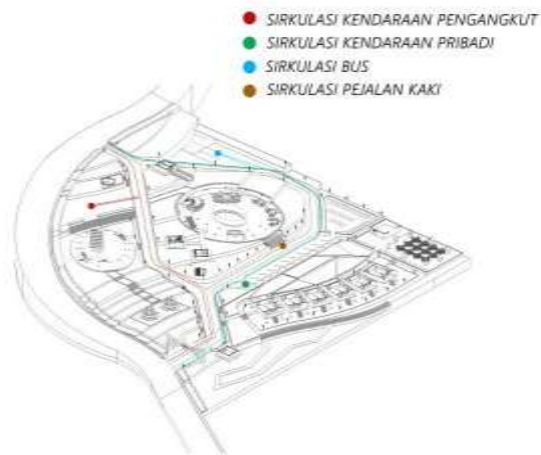 SIRKULASI KENDARAAN PENGANGKUT
SIRKULASI KENDARAAN PRIBADI
SIRKULASI BUS
SIRKULASI PEJALAN KAKI